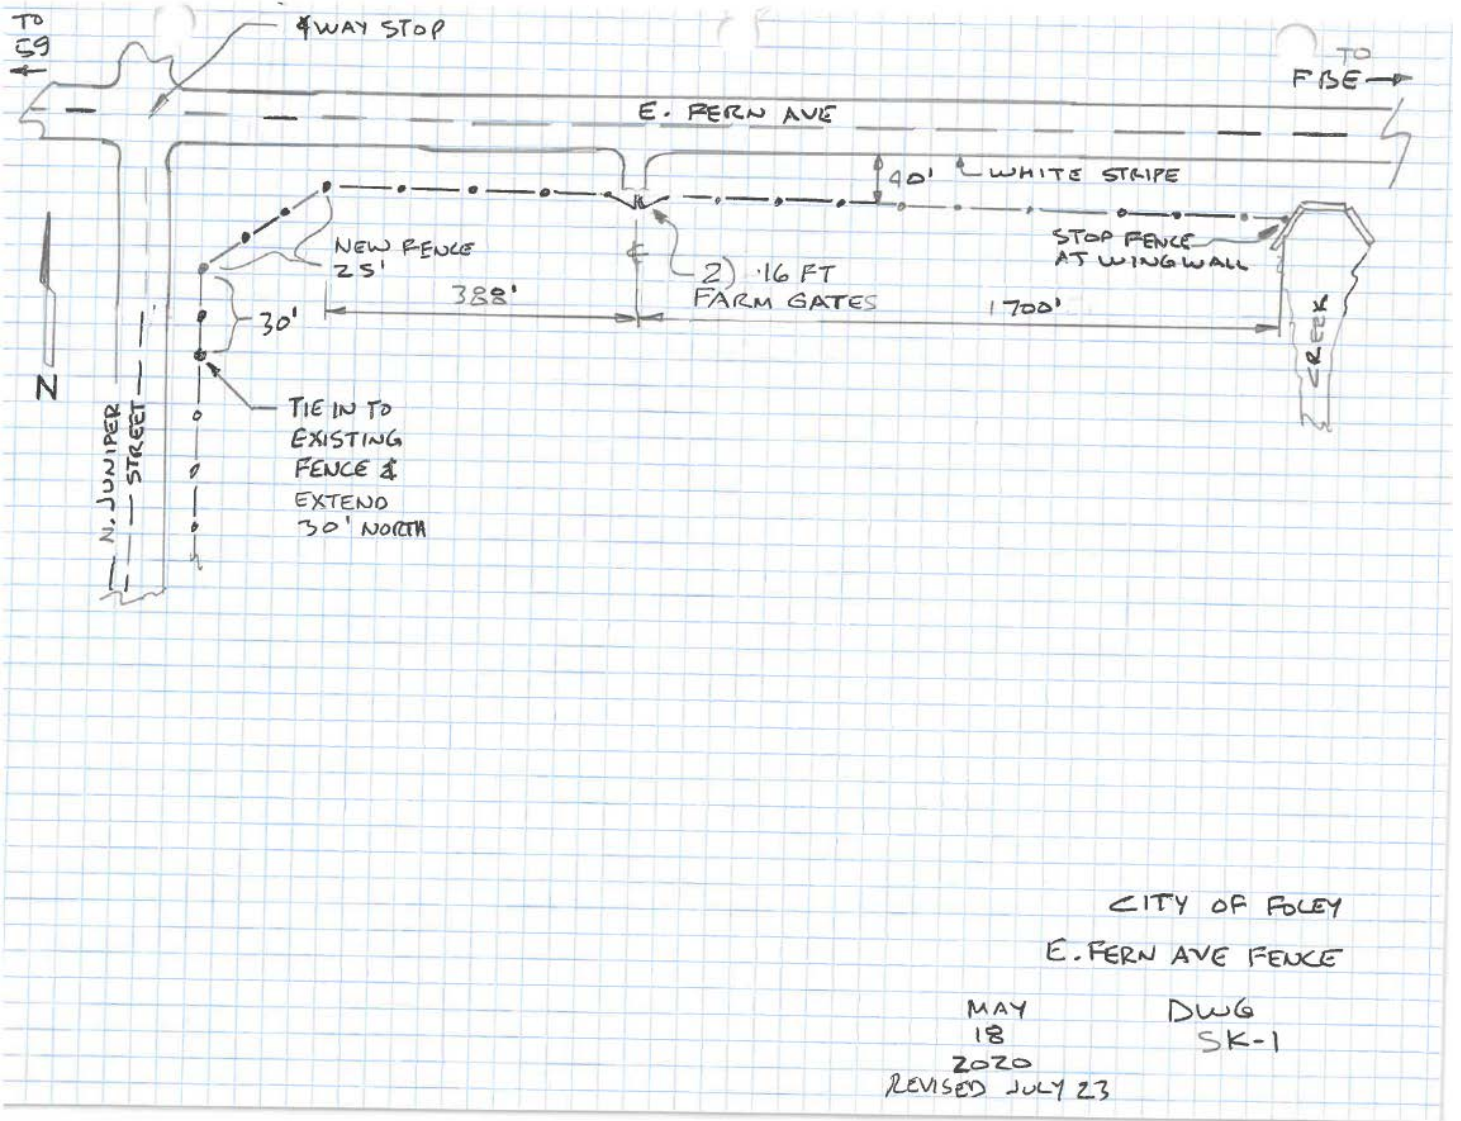 TO
59
4 WAY STOP
TO
FBE
E. FERN AVE
40'
WHITE STRIPE
NEW FENCE
25'
STOP FENCE
AT WINGWALL
2) 16 FT
FARM GATES
388'
1700'
30'
CREEK
N
N. JUNIPER
STREET
TIE IN TO
EXISTING
FENCE &
EXTEND
30' NORTH
CITY OF FOLEY
E. FERN AVE FENCE
MAY
18
2020
REVISED JULY 23
DWG
SK-1